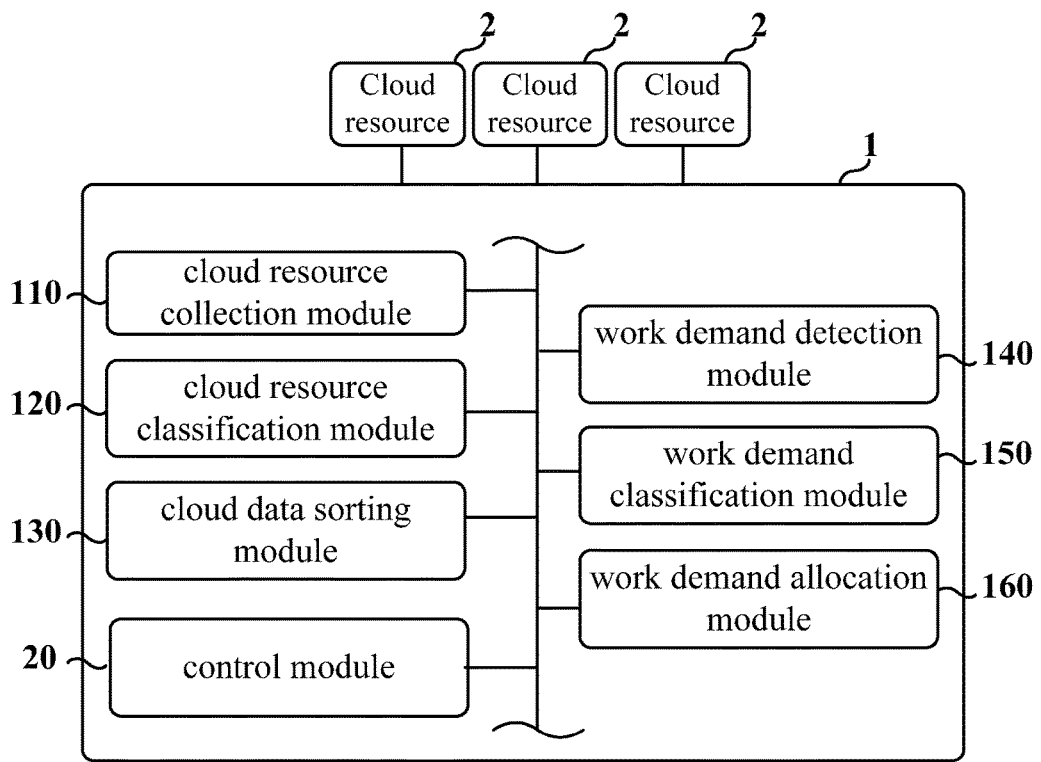 2
2
2
Cloud
resource
Cloud
resource
Cloud
resource
1
110
cloud resource
collection module
120
cloud resource
classification module
130
cloud data sorting
module
20
control module
work demand detection
module
140
work demand
classification module
150
work demand allocation
module
160